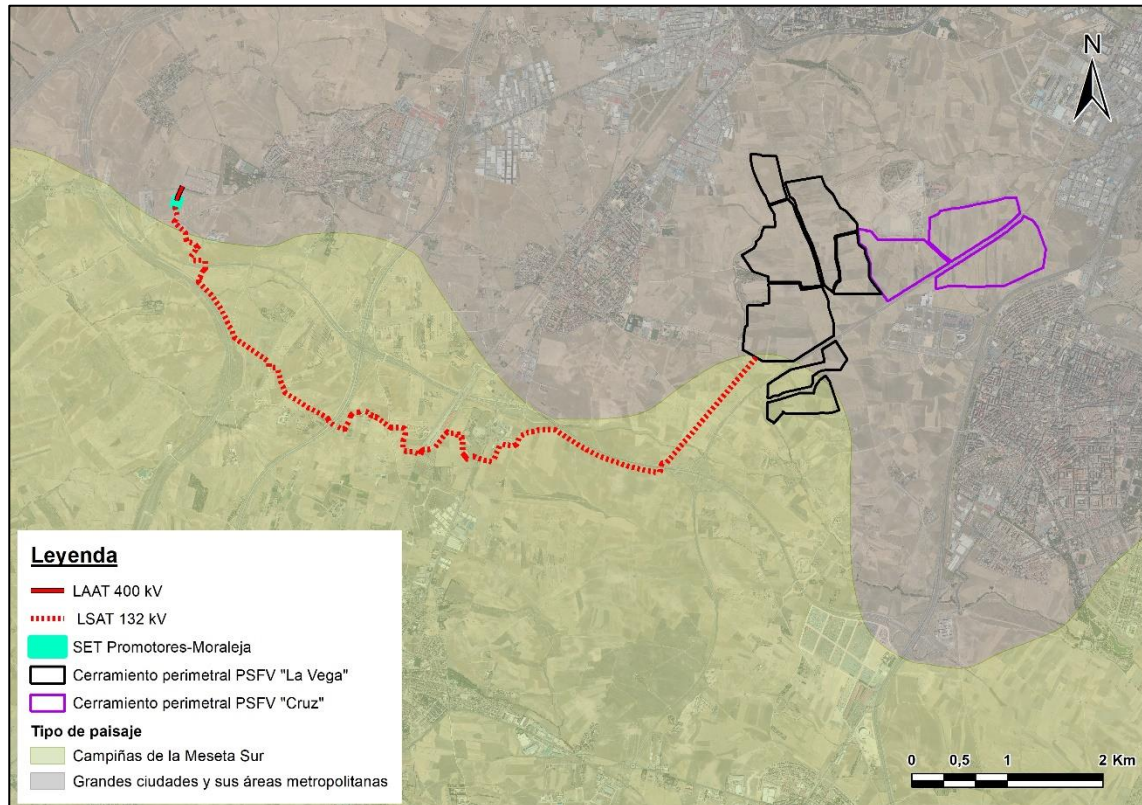 N
Leyenda
LAAT 400 kV
LSAT 132 kV
SET Promotores-Moraleja
Cerramiento perimetral PSFV "La Vega"
Cerramiento perimetral PSFV "Cruz"
Tipo de paisaje
Campiñas de la Meseta Sur
Grandes ciudades y sus áreas metropolitanas
0 0,5 1 2 Km